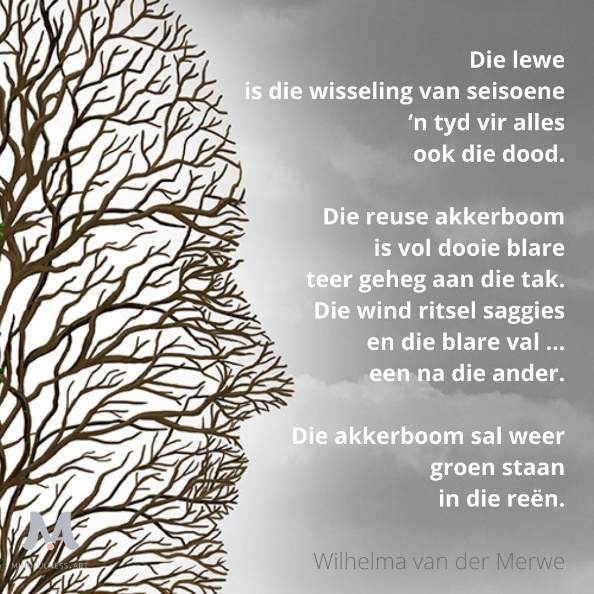 Die lewe
is die wisseling van seisoene
‘n tyd vir alles
ook die dood.
Die reuse akkerboom
is vol dooie blare
teer geheg aan die tak.
Die wind ritsel saggies
en die blare val ...
een na die ander.
Die akkerboom sal weer
groen staan
in die reën.
Wilhelma van der Merwe